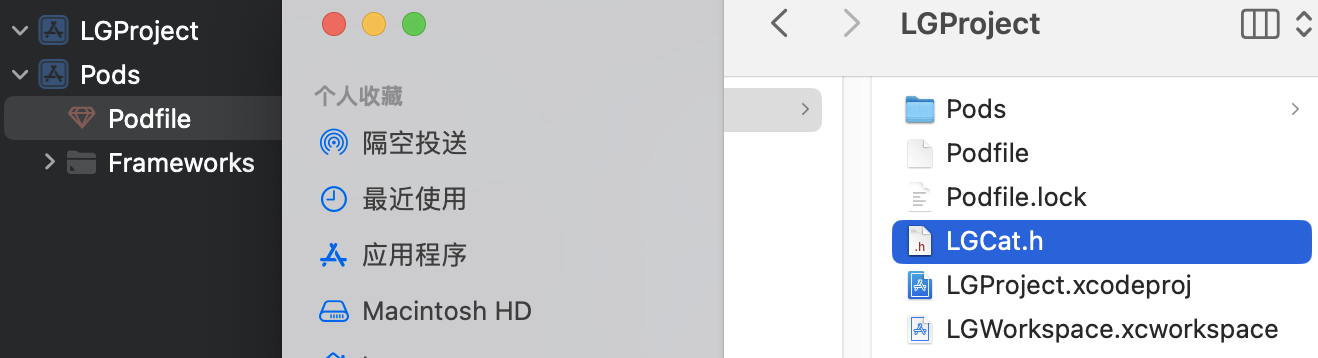 LGProject
Pods
Podfile
Frameworks
个人收藏
隔空投送
最近使用
应用程序
Macintosh HD
LGProject
Pods
Podfile
Podfile.lock
LGCat.h
LGProject.xcodeproj
LGWorkspace.xcworkspace